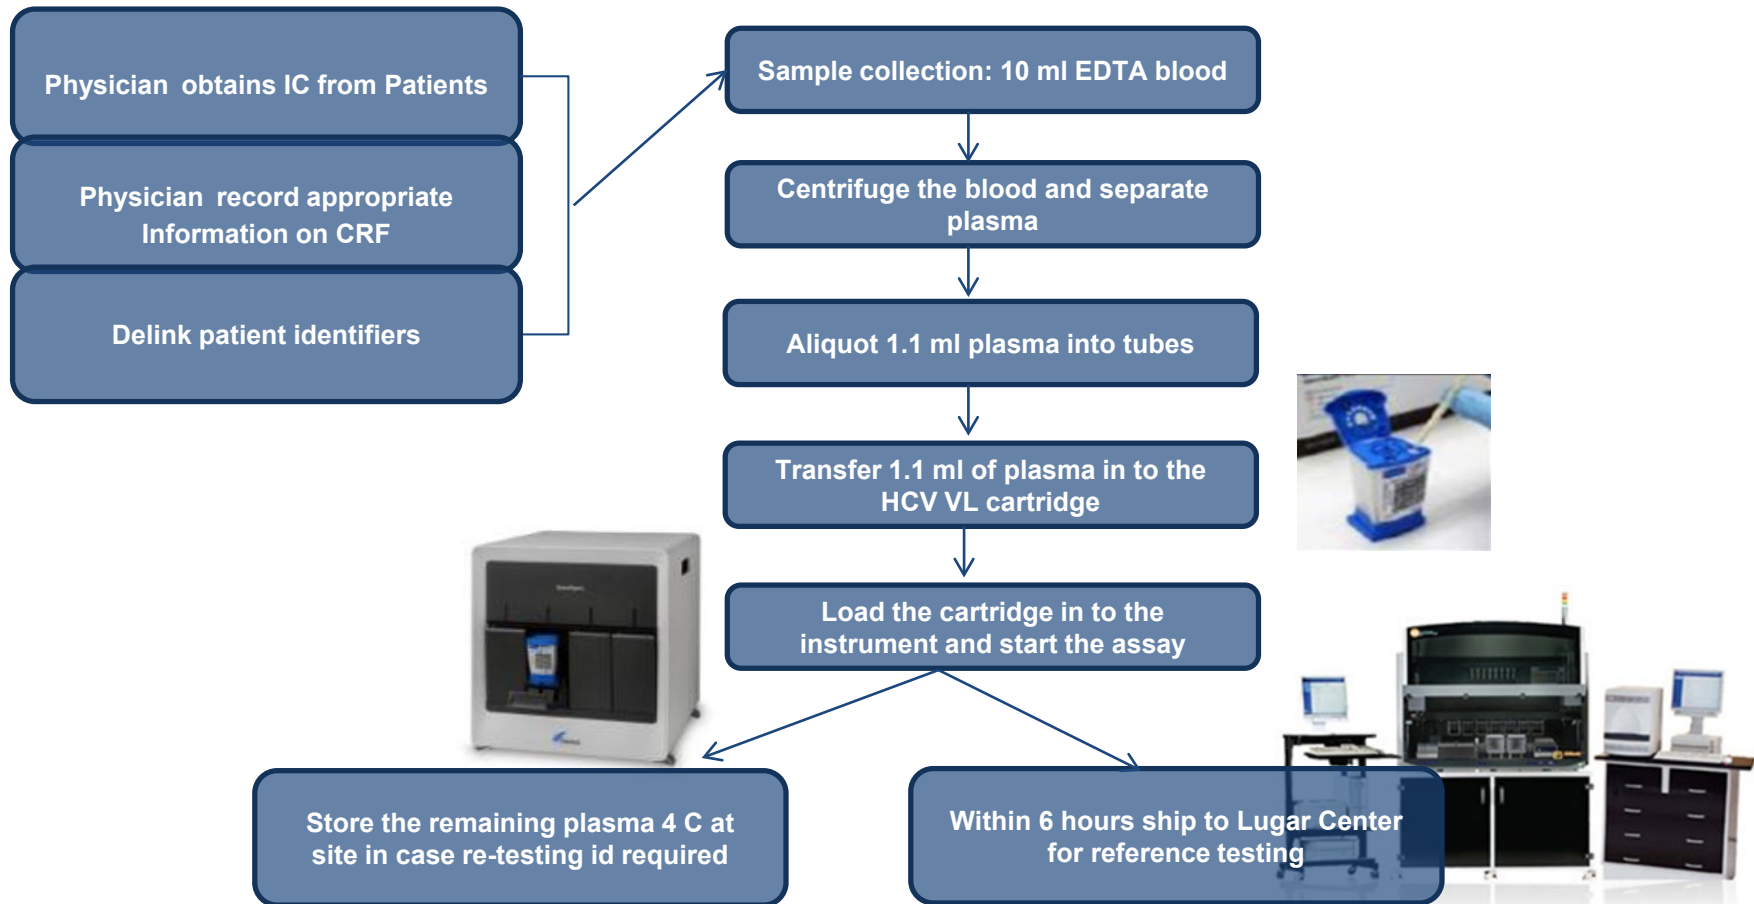 Physician obtains IC from Patients
Physician record appropriate
Information on CRF
Delink patient identifiers
Sample collection: 10 ml EDTA blood
Centrifuge the blood and separate
plasma
Aliquot 1.1 ml plasma into tubes
Transfer 1.1 ml of plasma in to the
HCV VL cartridge
Load the cartridge in to the
instrument and start the assay
Store the remaining plasma 4 C at
site in case re-testing id required
Within 6 hours ship to Lugar Center
for reference testing